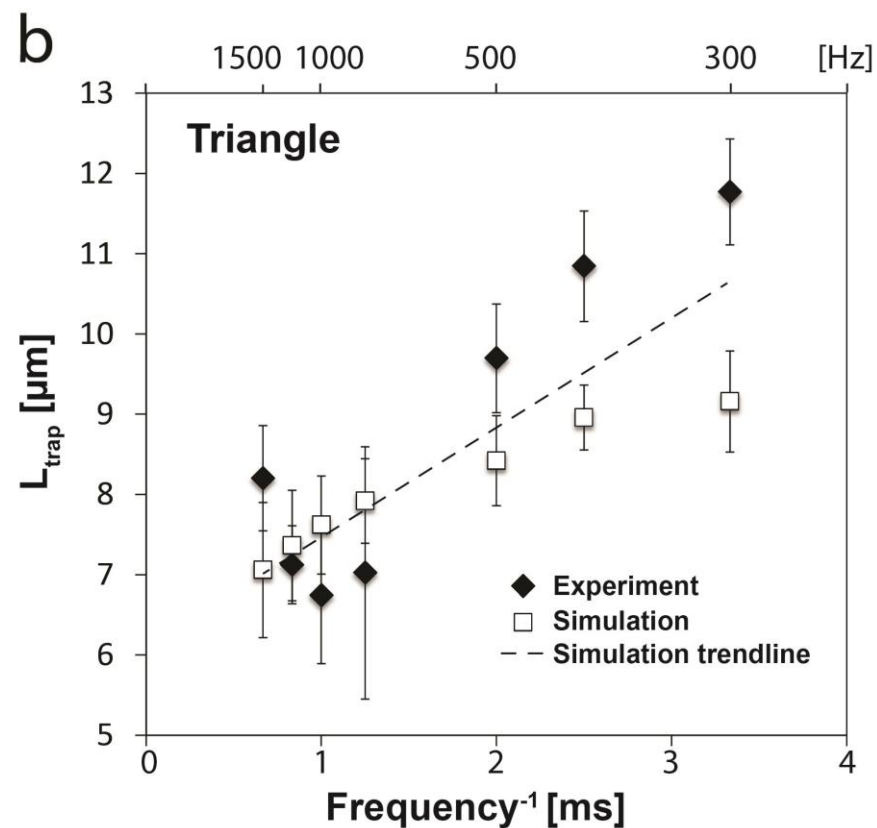 b
1500 1000 500 300 [Hz]
13
Triangle
12
11
10
9
8
7
6
5
L_trap [µm]
Experiment
Simulation
Simulation trendline
0 1 2 3 4
Frequency⁻¹ [ms]